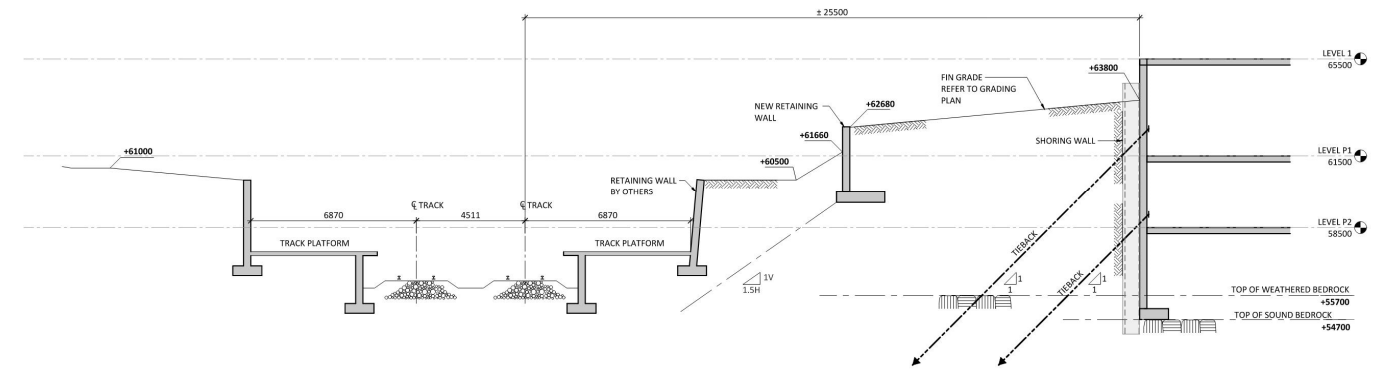 ± 25500
LEVEL 1
65500
+63800
FIN GRADE
REFER TO GRADING
PLAN
+62680
NEW RETAINING
WALL
+61660
SHORING WALL
LEVEL P1
61500
+61000
+60500
RETAINING WALL
BY OTHERS
℄ TRACK
℄ TRACK
6870
4511
6870
LEVEL P2
58500
TRACK PLATFORM
TRACK PLATFORM
TIEBACK
TIEBACK
1V
1.5H
1
1
1
1
TOP OF WEATHERED BEDROCK
+55700
TOP OF SOUND BEDROCK
+54700